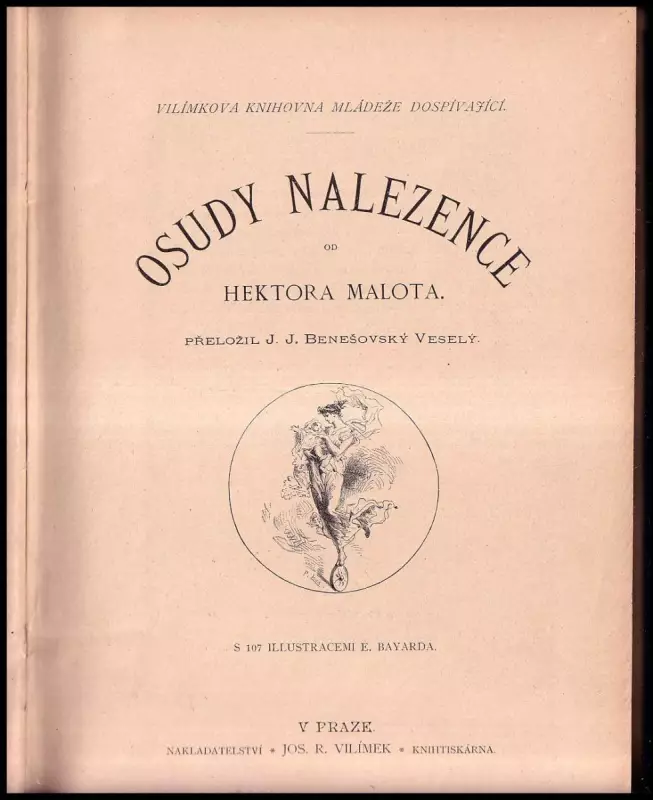 VILÍMKOVA KNIHOVNA MLÁDEŽE DOSPÍVAJÍCÍ.
OSUDY NALEZENCE
OD
HEKTORA MALOTA.
PŘELOŽIL J. J. BENEŠOVSKÝ VESELÝ.
S 107 ILLUSTRACEMI E. BAYARDA.
V PRAZE.
NAKLADATELSTVÍ * JOS. R. VILÍMEK * KNIHTISKÁRNA.